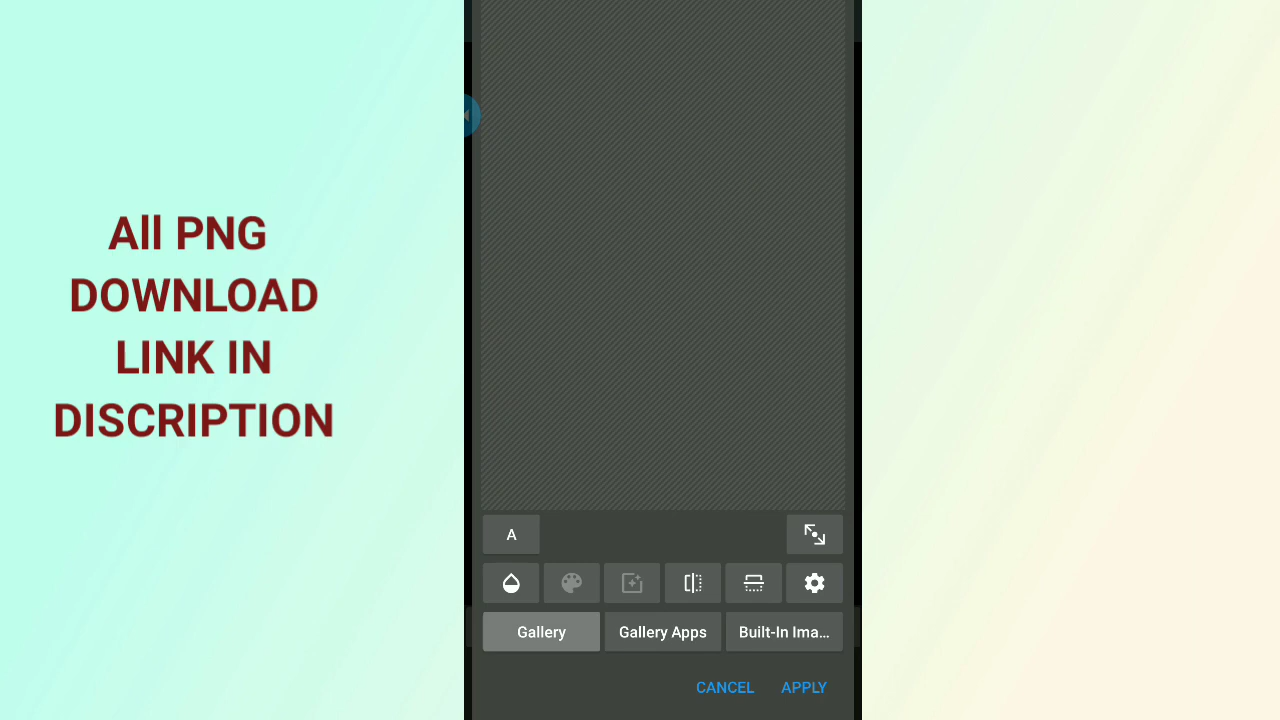 All PNG
DOWNLOAD
LINK IN
DISCRIPTION
A
Gallery
Gallery Apps
Built-In Ima...
CANCEL
APPLY